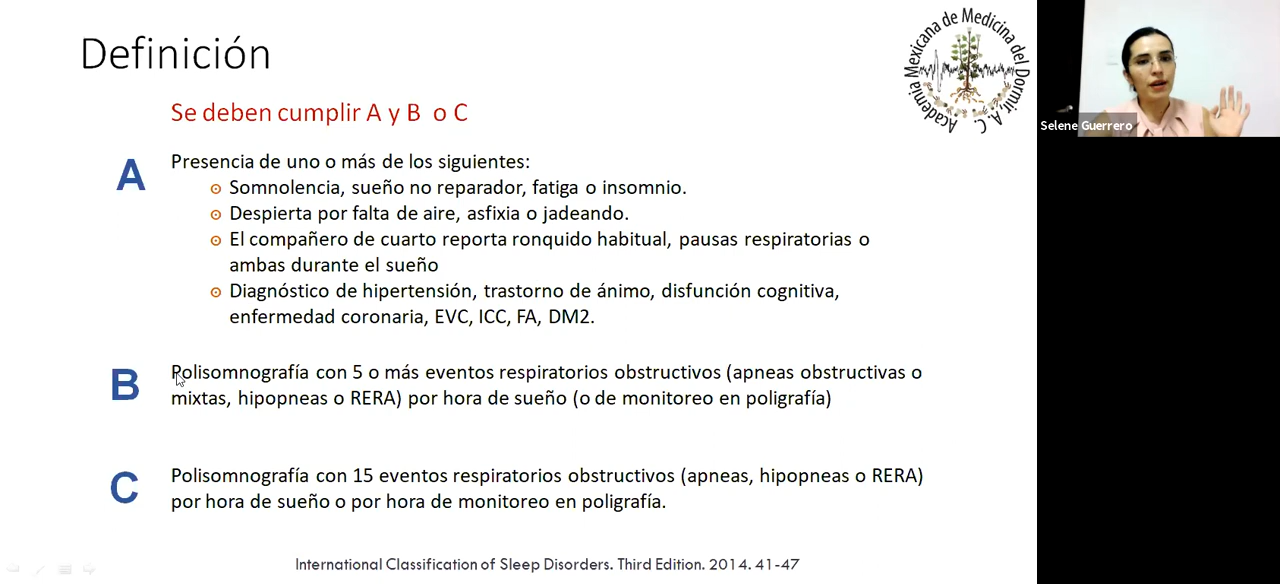 Definición
Academia Mexicana de Medicina del Dormir, A. C.
Selene Guerrero
Se deben cumplir A y B o C
A
Presencia de uno o más de los siguientes:
Somnolencia, sueño no reparador, fatiga o insomnio.
Despierta por falta de aire, asfixia o jadeando.
El compañero de cuarto reporta ronquido habitual, pausas respiratorias o
ambas durante el sueño
Diagnóstico de hipertensión, trastorno de ánimo, disfunción cognitiva,
enfermedad coronaria, EVC, ICC, FA, DM2.
B
Polisomnografía con 5 o más eventos respiratorios obstructivos (apneas obstructivas o
mixtas, hipopneas o RERA) por hora de sueño (o de monitoreo en poligrafía)
C
Polisomnografía con 15 eventos respiratorios obstructivos (apneas, hipopneas o RERA)
por hora de sueño o por hora de monitoreo en poligrafía.
International Classification of Sleep Disorders. Third Edition. 2014. 41-47